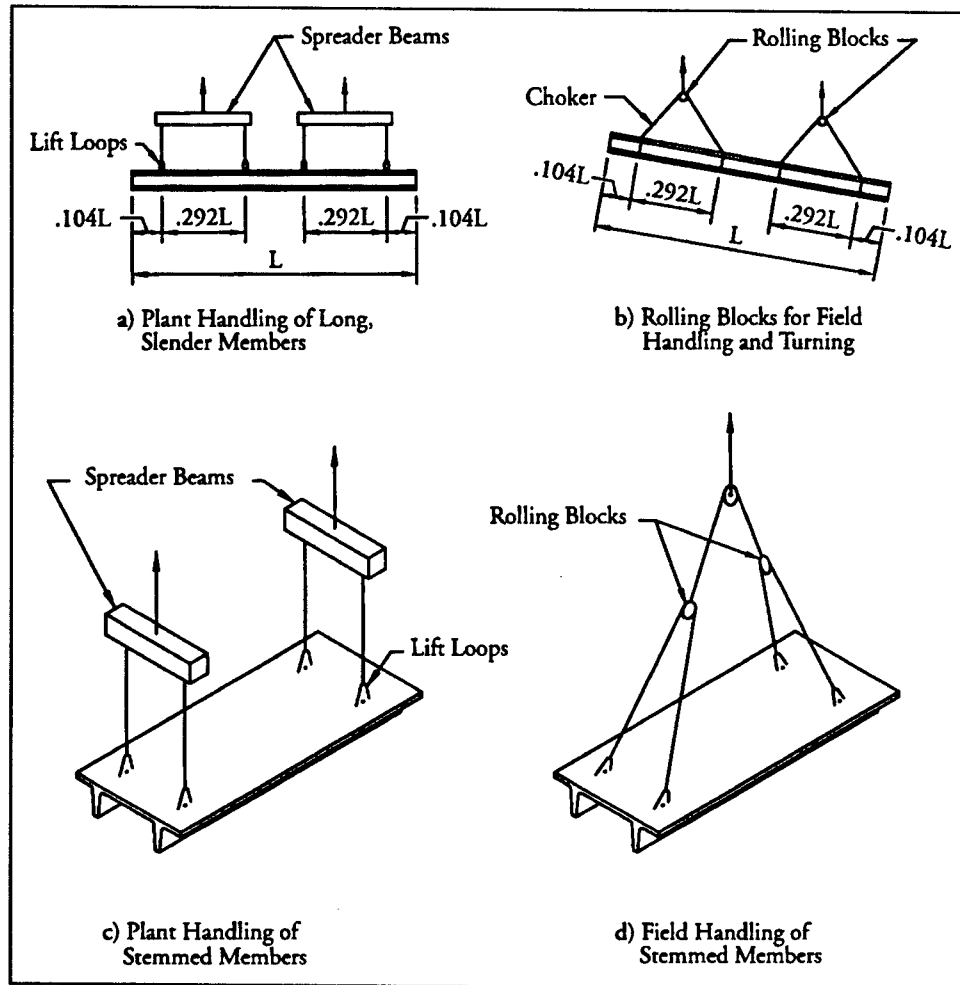 Spreader Beams
Lift Loops
.104L
.292L
.292L
.104L
L
a) Plant Handling of Long,
Slender Members
Rolling Blocks
Choker
.104L
.292L
.292L
.104L
L
b) Rolling Blocks for Field
Handling and Turning
Spreader Beams
Lift Loops
c) Plant Handling of
Stemmed Members
Rolling Blocks
d) Field Handling of
Stemmed Members